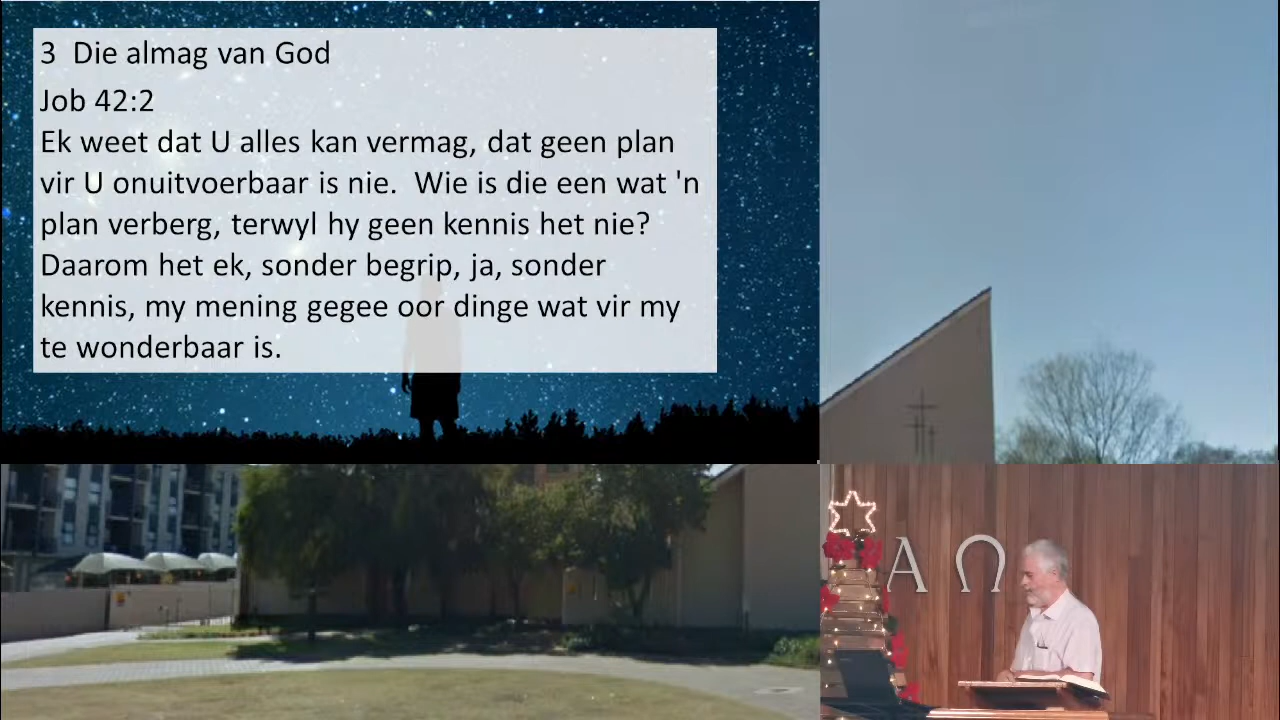 3 Die almag van God
Job 42:2
Ek weet dat U alles kan vermag, dat geen plan
vir U onuitvoerbaar is nie. Wie is die een wat 'n
plan verberg, terwyl hy geen kennis het nie?
Daarom het ek, sonder begrip, ja, sonder
kennis, my mening gegee oor dinge wat vir my
te wonderbaar is.
Α Ω